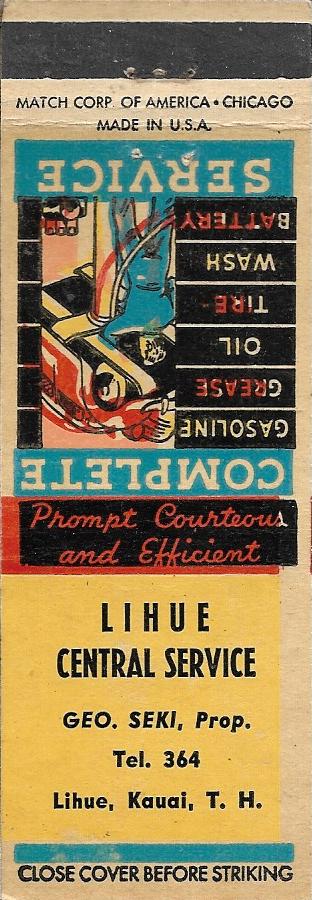 MATCH CORP. OF AMERICA • CHICAGO
MADE IN U.S.A.
COMPLETE
GASOLINE
GREASE
OIL
TIRE-
WASH
BATTERY
SERVICE
Prompt Courteous
and Efficient
LIHUE
CENTRAL SERVICE
GEO. SEKI, Prop.
Tel. 364
Lihue, Kauai, T. H.
CLOSE COVER BEFORE STRIKING